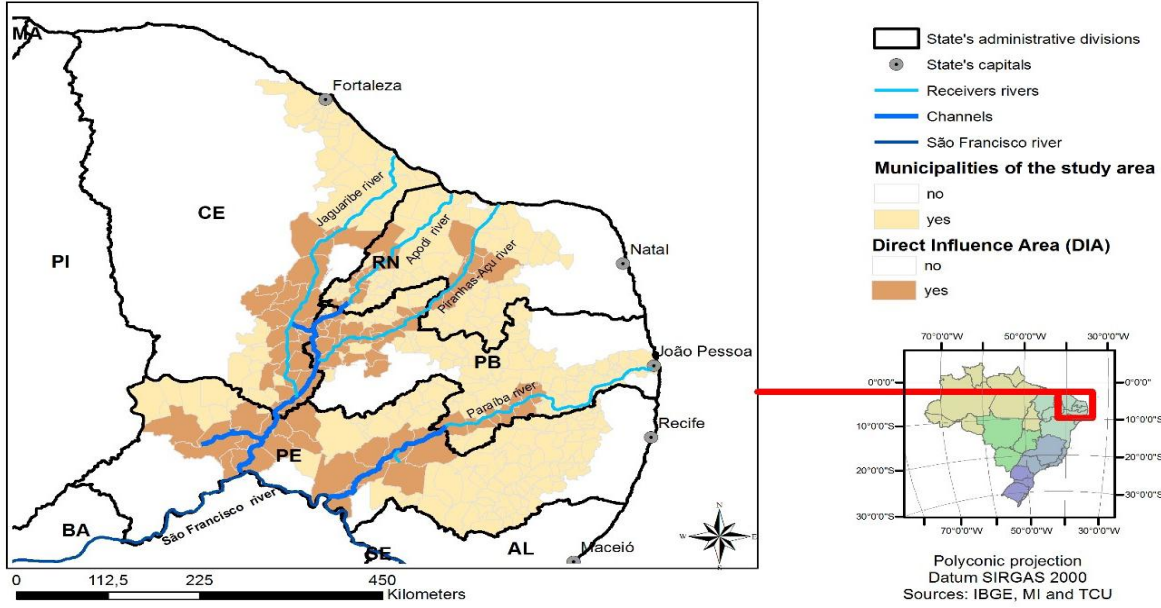 MA
Fortaleza
CE
Jaguaribe river
Apodi river
RN
Piranhas-Açu river
Natal
PI
PB
João Pessoa
Paraíba river
Recife
PE
São Francisco river
BA
SE
AL
Maceió
N
W
E
S
0 112,5 225 450
Kilometers
State's administrative divisions
State's capitals
Receivers rivers
Channels
São Francisco river
Municipalities of the study area
no
yes
Direct Influence Area (DIA)
no
yes
70°0'0"W 50°0'0"W 30°0'0"W
0°0'0" 0°0'0"
10°0'0"S 10°0'0"S
20°0'0"S 20°0'0"S
30°0'0"S 30°0'0"S
70°0'0"W 50°0'0"W 30°0'0"W
Polyconic projection
Datum SIRGAS 2000
Sources: IBGE, MI and TCU